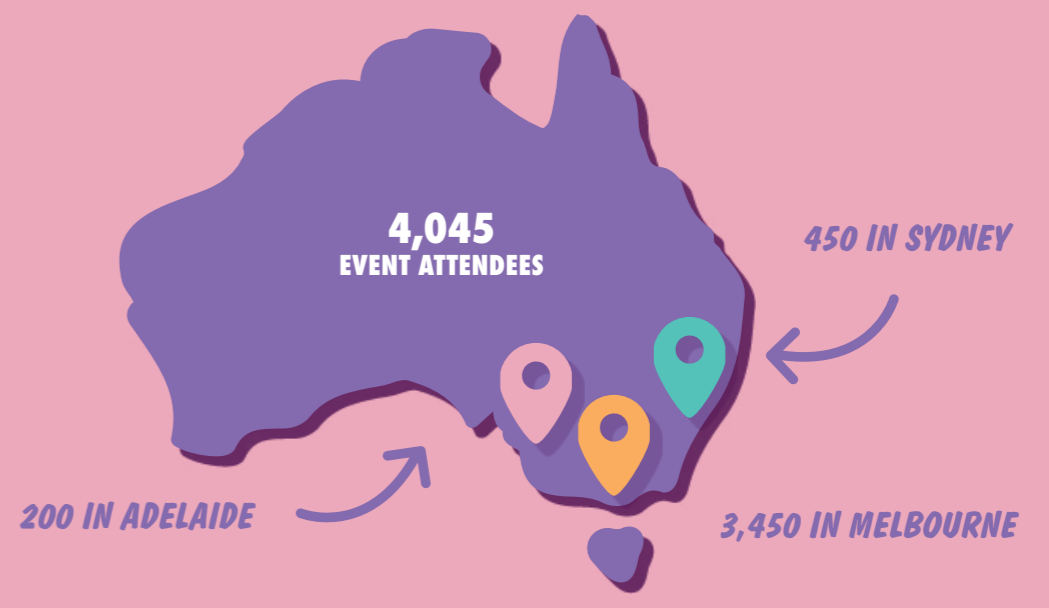 4,045
EVENT ATTENDEES
450 IN SYDNEY
200 IN ADELAIDE
3,450 IN MELBOURNE